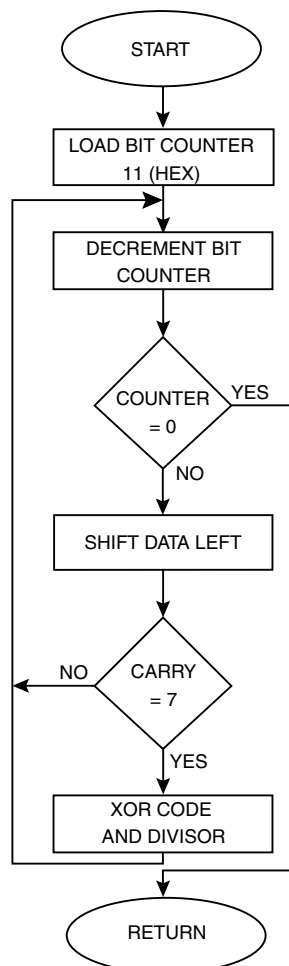 START
LOAD BIT COUNTER
11 (HEX)
DECREMENT BIT
COUNTER
COUNTER
= 0
YES
NO
SHIFT DATA LEFT
CARRY
= 7
NO
YES
XOR CODE
AND DIVISOR
RETURN